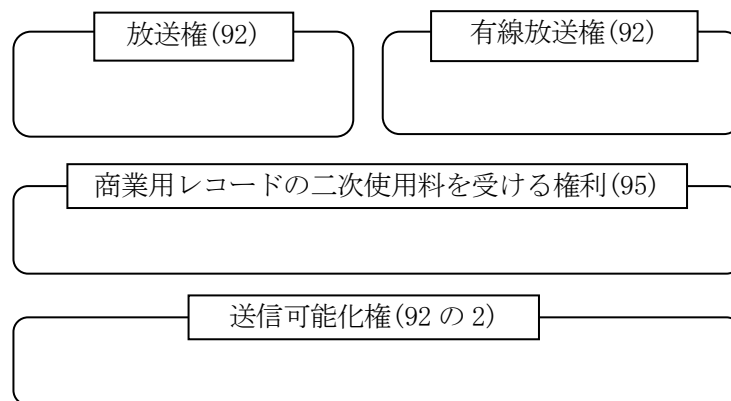 放送権(92)
有線放送権(92)
商業用レコードの二次使用料を受ける権利(95)
送信可能化権(92 の 2)